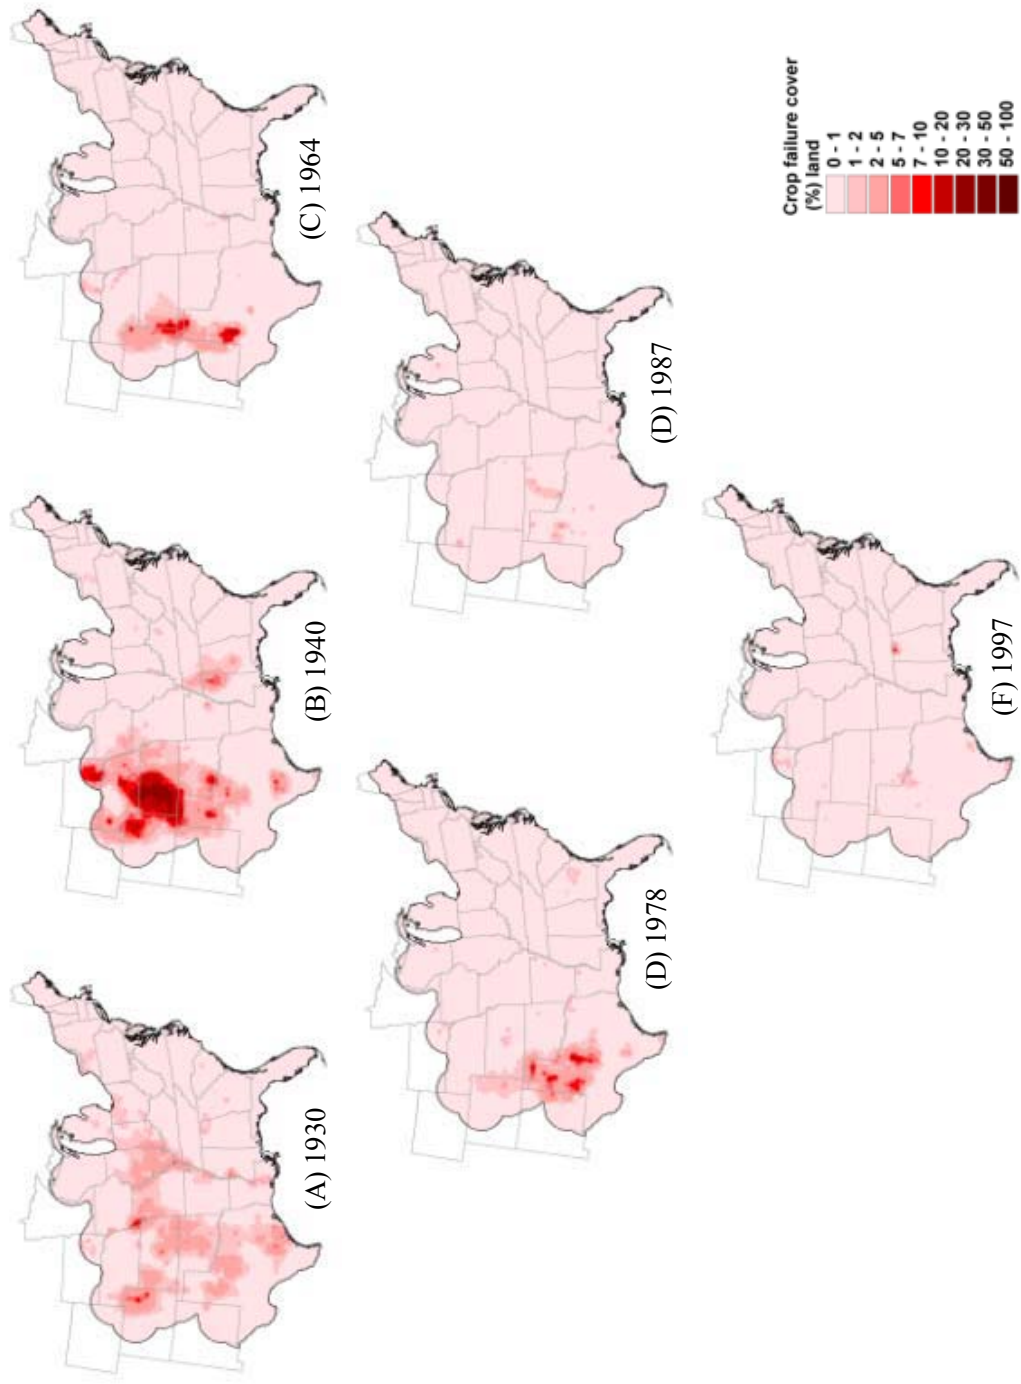 (A) 1930
(B) 1940
(C) 1964
(D) 1978
(D) 1987
(F) 1997
Crop failure cover
(%) land
0 - 1
1 - 2
2 - 5
5 - 7
7 - 10
10 - 20
20 - 30
30 - 50
50 - 100